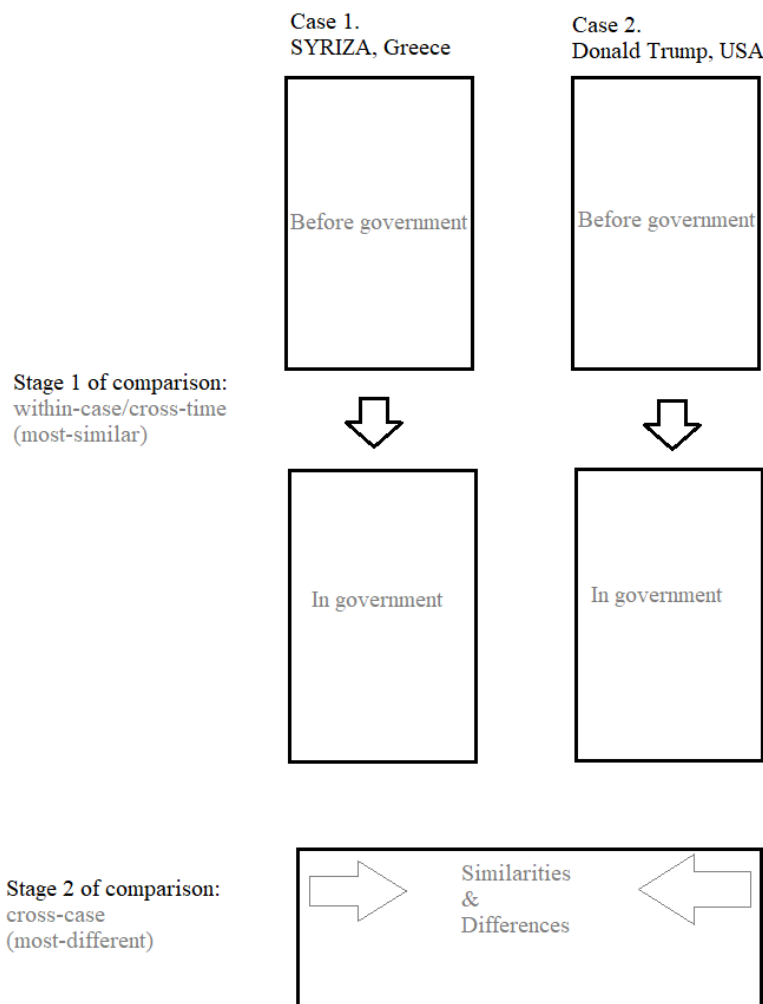 Case 1.
SYRIZA, Greece
Case 2.
Donald Trump, USA
Before government
Before government
Stage 1 of comparison:
within-case/cross-time
(most-similar)
In government
In government
Stage 2 of comparison:
cross-case
(most-different)
Similarities
&
Differences